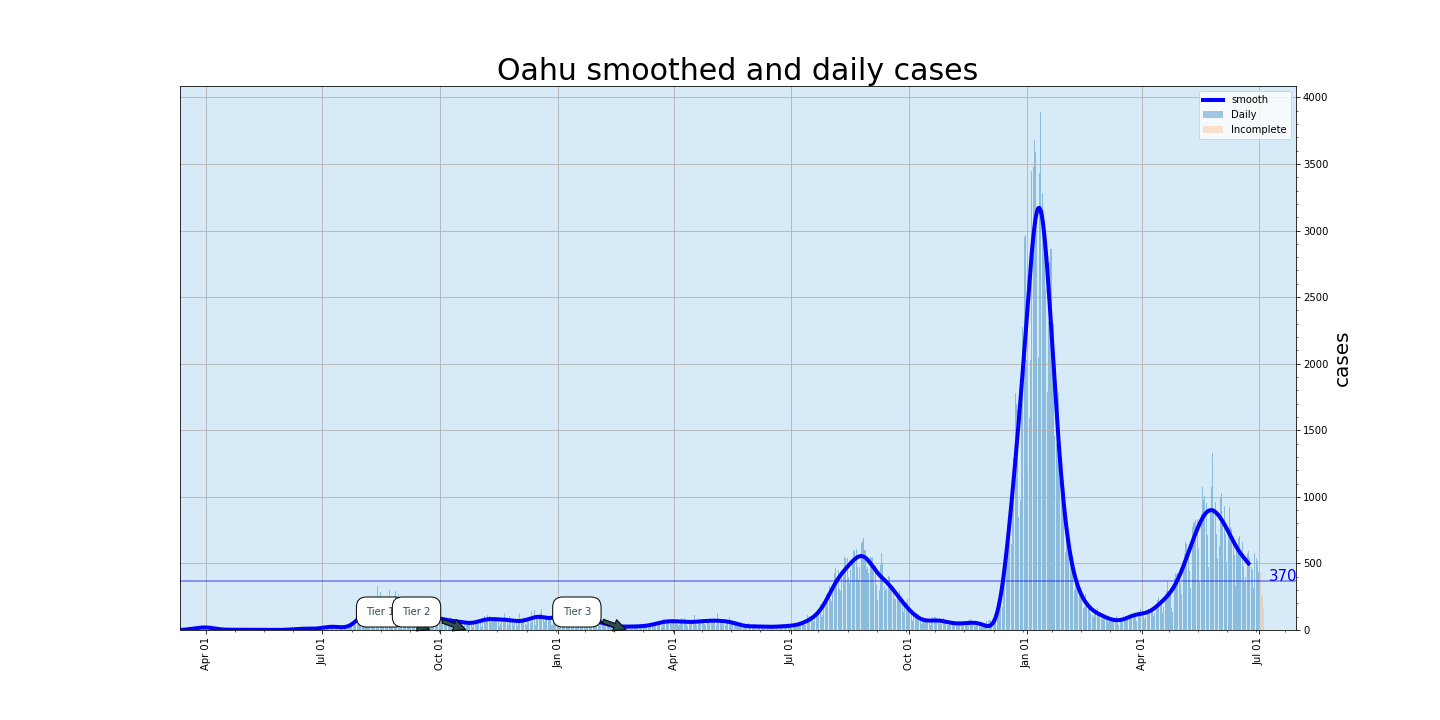 Oahu smoothed and daily cases
smooth
Daily
Incomplete
4000
3500
3000
2500
2000
1500
1000
500
0
cases
370
Tier 1
Tier 2
Tier 3
Apr 01
Jul 01
Oct 01
Jan 01
Apr 01
Jul 01
Oct 01
Jan 01
Apr 01
Jul 01